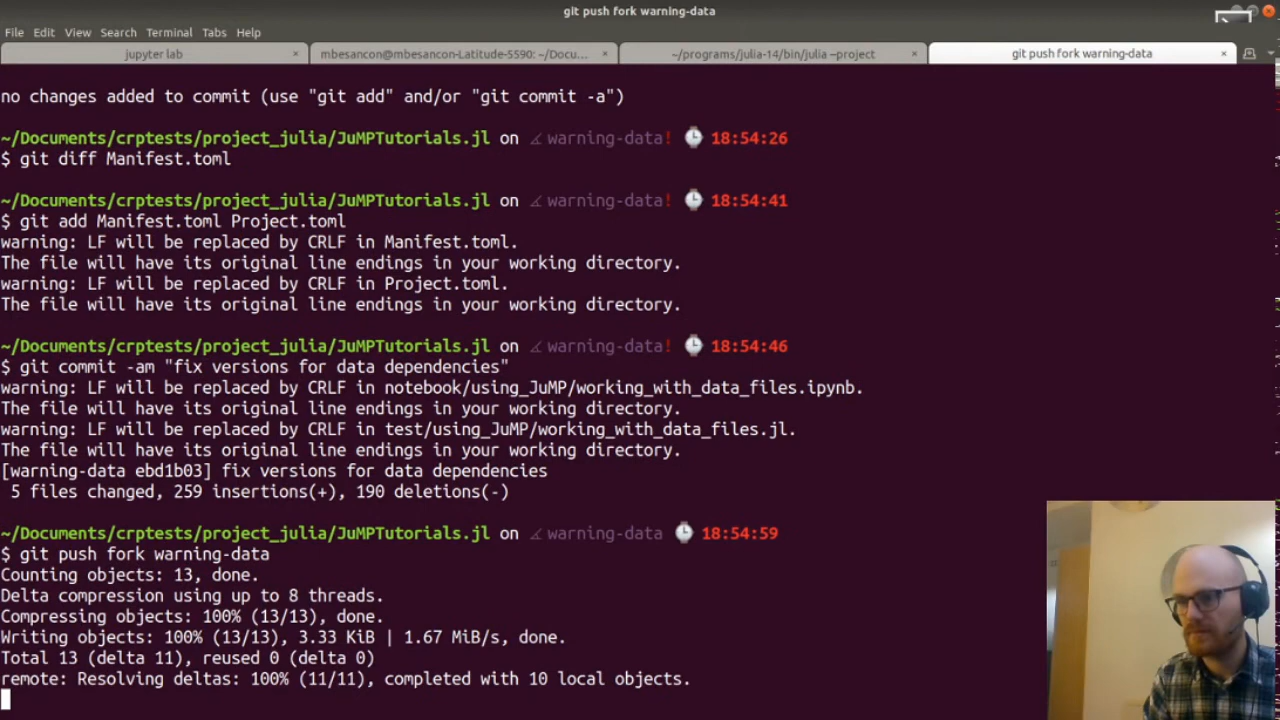 git push fork warning-data
File Edit View Search Terminal Tabs Help
jupyter lab × mbesancon@mbesancon-Latitude-5590: ~/Docu... × ~/programs/julia-14/bin/julia --project × git push fork warning-data ×
no changes added to commit (use "git add" and/or "git commit -a")
~/Documents/crptests/project_julia/JuMPTutorials.jl on warning-data! 18:54:26
$ git diff Manifest.toml
~/Documents/crptests/project_julia/JuMPTutorials.jl on warning-data! 18:54:41
$ git add Manifest.toml Project.toml
warning: LF will be replaced by CRLF in Manifest.toml.
The file will have its original line endings in your working directory.
warning: LF will be replaced by CRLF in Project.toml.
The file will have its original line endings in your working directory.
~/Documents/crptests/project_julia/JuMPTutorials.jl on warning-data! 18:54:46
$ git commit -am "fix versions for data dependencies"
warning: LF will be replaced by CRLF in notebook/using_JuMP/working_with_data_files.ipynb.
The file will have its original line endings in your working directory.
warning: LF will be replaced by CRLF in test/using_JuMP/working_with_data_files.jl.
The file will have its original line endings in your working directory.
[warning-data ebd1b03] fix versions for data dependencies
5 files changed, 259 insertions(+), 190 deletions(-)
~/Documents/crptests/project_julia/JuMPTutorials.jl on warning-data 18:54:59
$ git push fork warning-data
Counting objects: 13, done.
Delta compression using up to 8 threads.
Compressing objects: 100% (13/13), done.
Writing objects: 100% (13/13), 3.33 KiB | 1.67 MiB/s, done.
Total 13 (delta 11), reused 0 (delta 0)
remote: Resolving deltas: 100% (11/11), completed with 10 local objects.